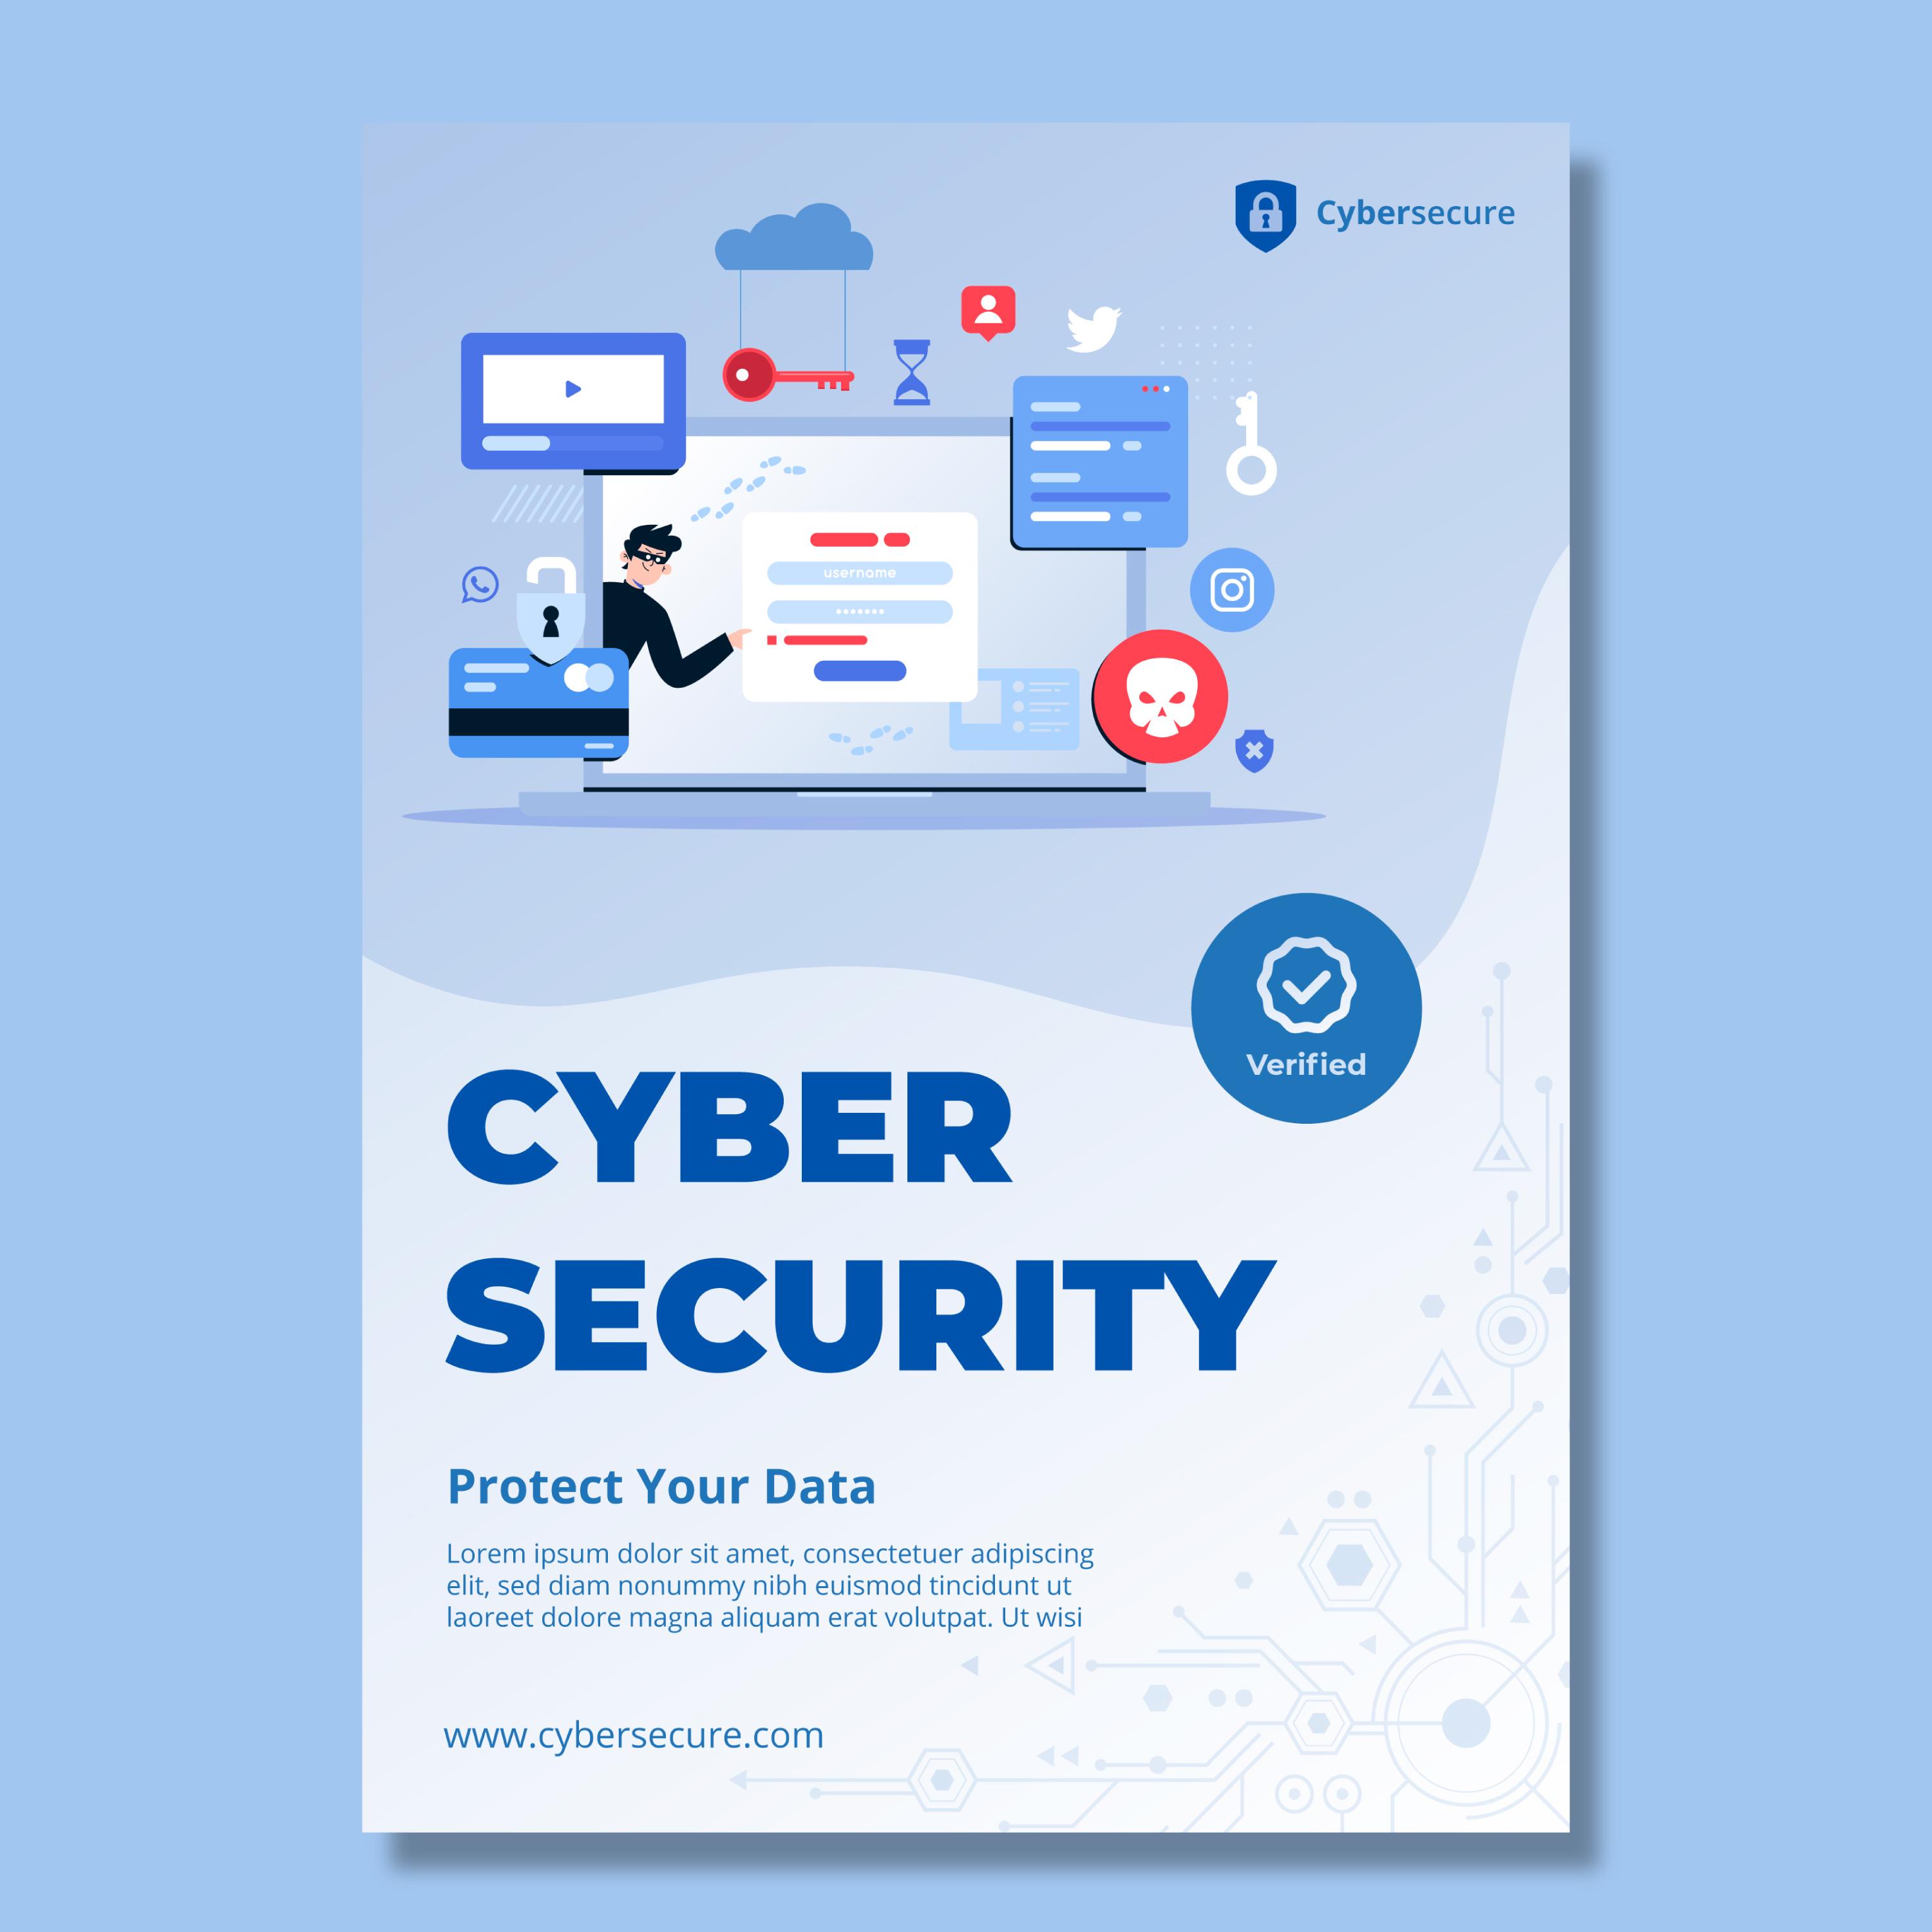 Cybersecure
username
Verified
CYBER
SECURITY
Protect Your Data
Lorem ipsum dolor sit amet, consectetuer adipiscing
elit, sed diam nonummy nibh euismod tincidunt ut
laoreet dolore magna aliquam erat volutpat. Ut wisi
www.cybersecure.com